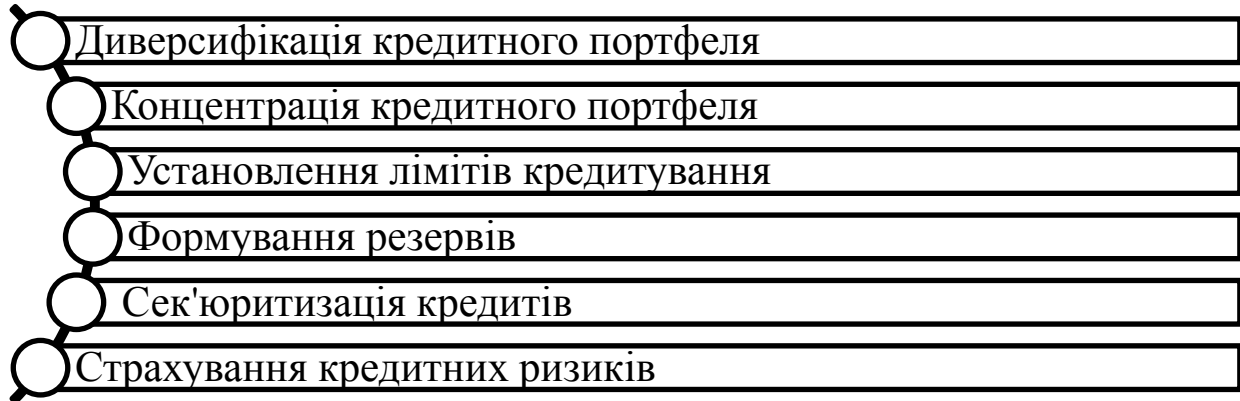 Диверсифікація кредитного портфеля
Концентрація кредитного портфеля
Установлення лімітів кредитування
Формування резервів
Сек'юритизація кредитів
Страхування кредитних ризиків